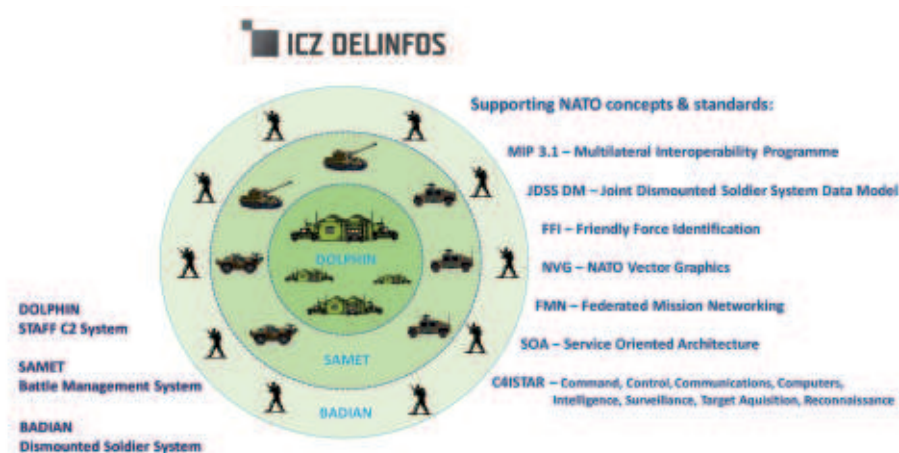 ICZ DELINFOS
Supporting NATO concepts & standards:
MIP 3.1 – Multilateral Interoperability Programme
JDSS DM – Joint Dismounted Soldier System Data Model
FFI – Friendly Force Identification
NVG – NATO Vector Graphics
FMN – Federated Mission Networking
SOA – Service Oriented Architecture
C4ISTAR – Command, Control, Communications, Computers,
Intelligence, Surveillance, Target Aquisition, Reconnaissance
DOLPHIN
SAMET
BADIAN
DOLPHIN
STAFF C2 System
SAMET
Battle Management System
BADIAN
Dismounted Soldier System